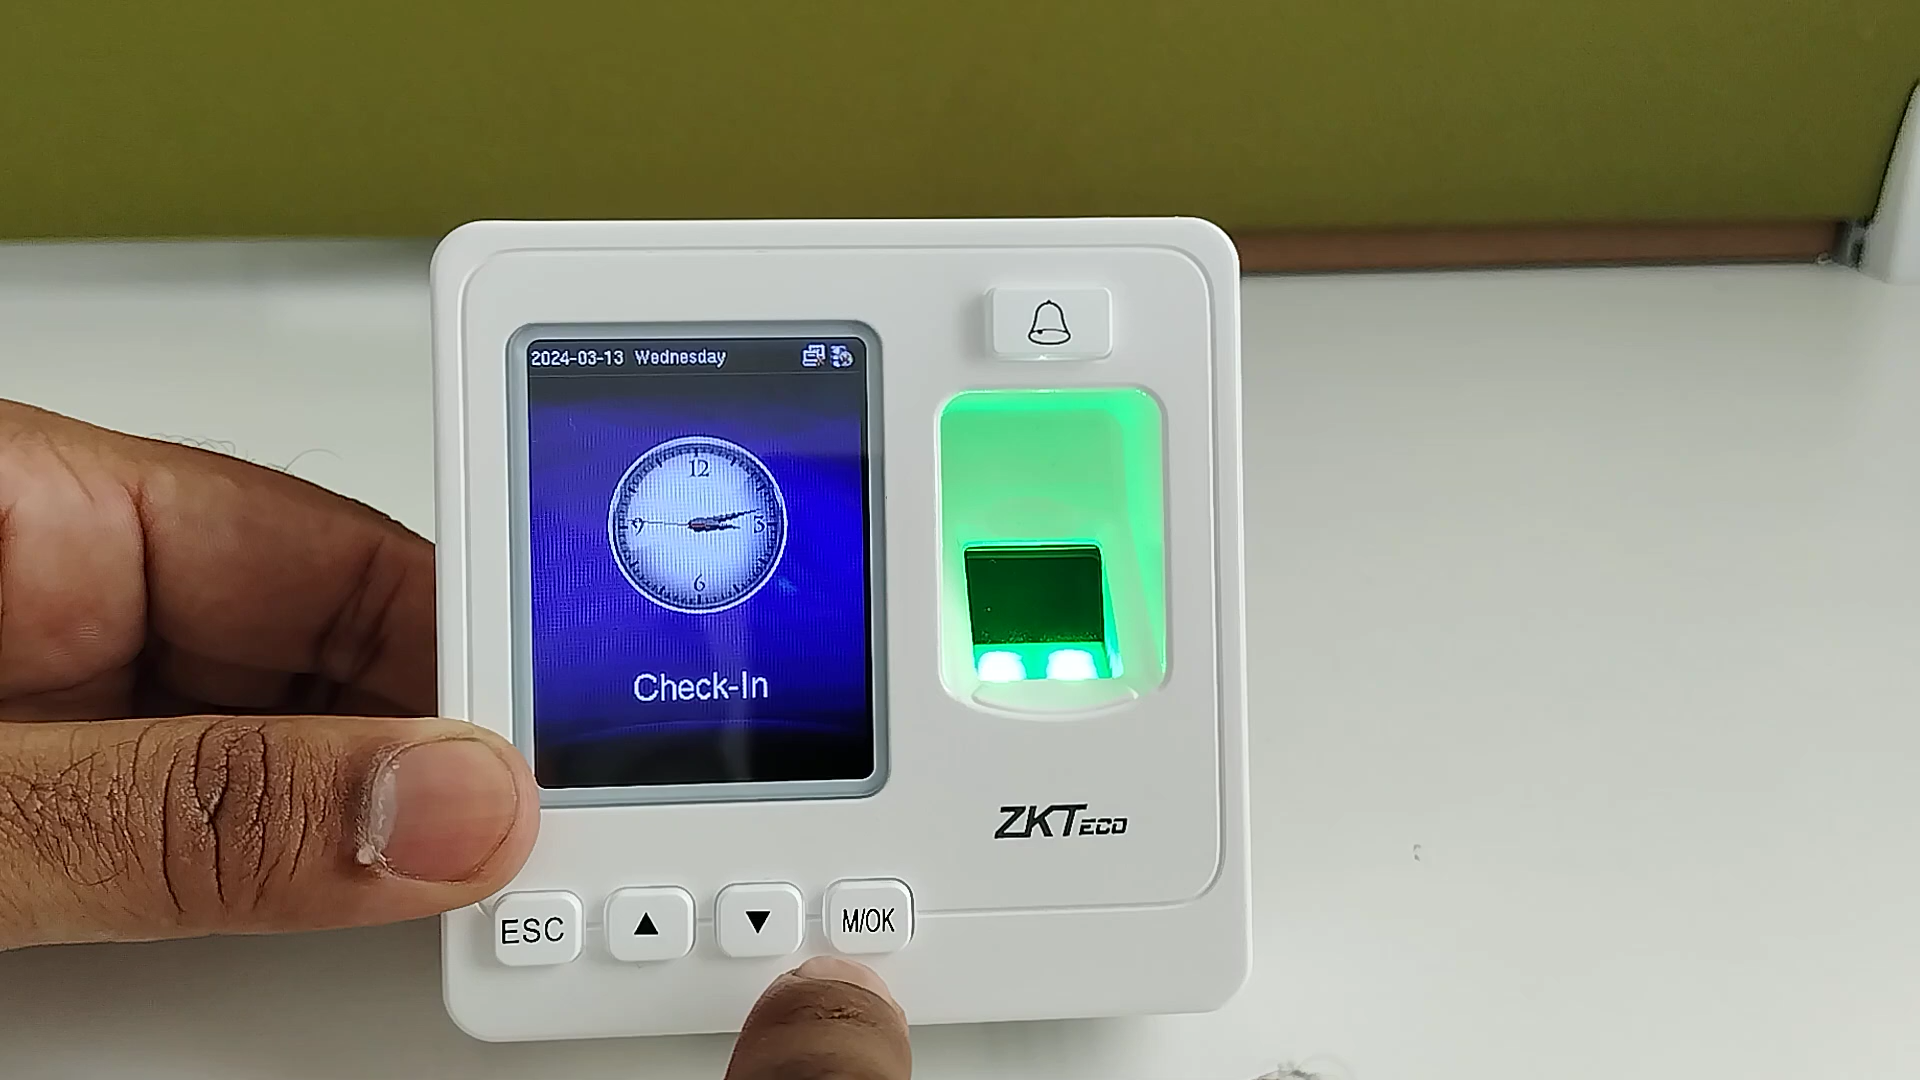 2024-03-13 Wednesday
12
9
3
6
Check-In
ZKTECO
ESC
M/OK